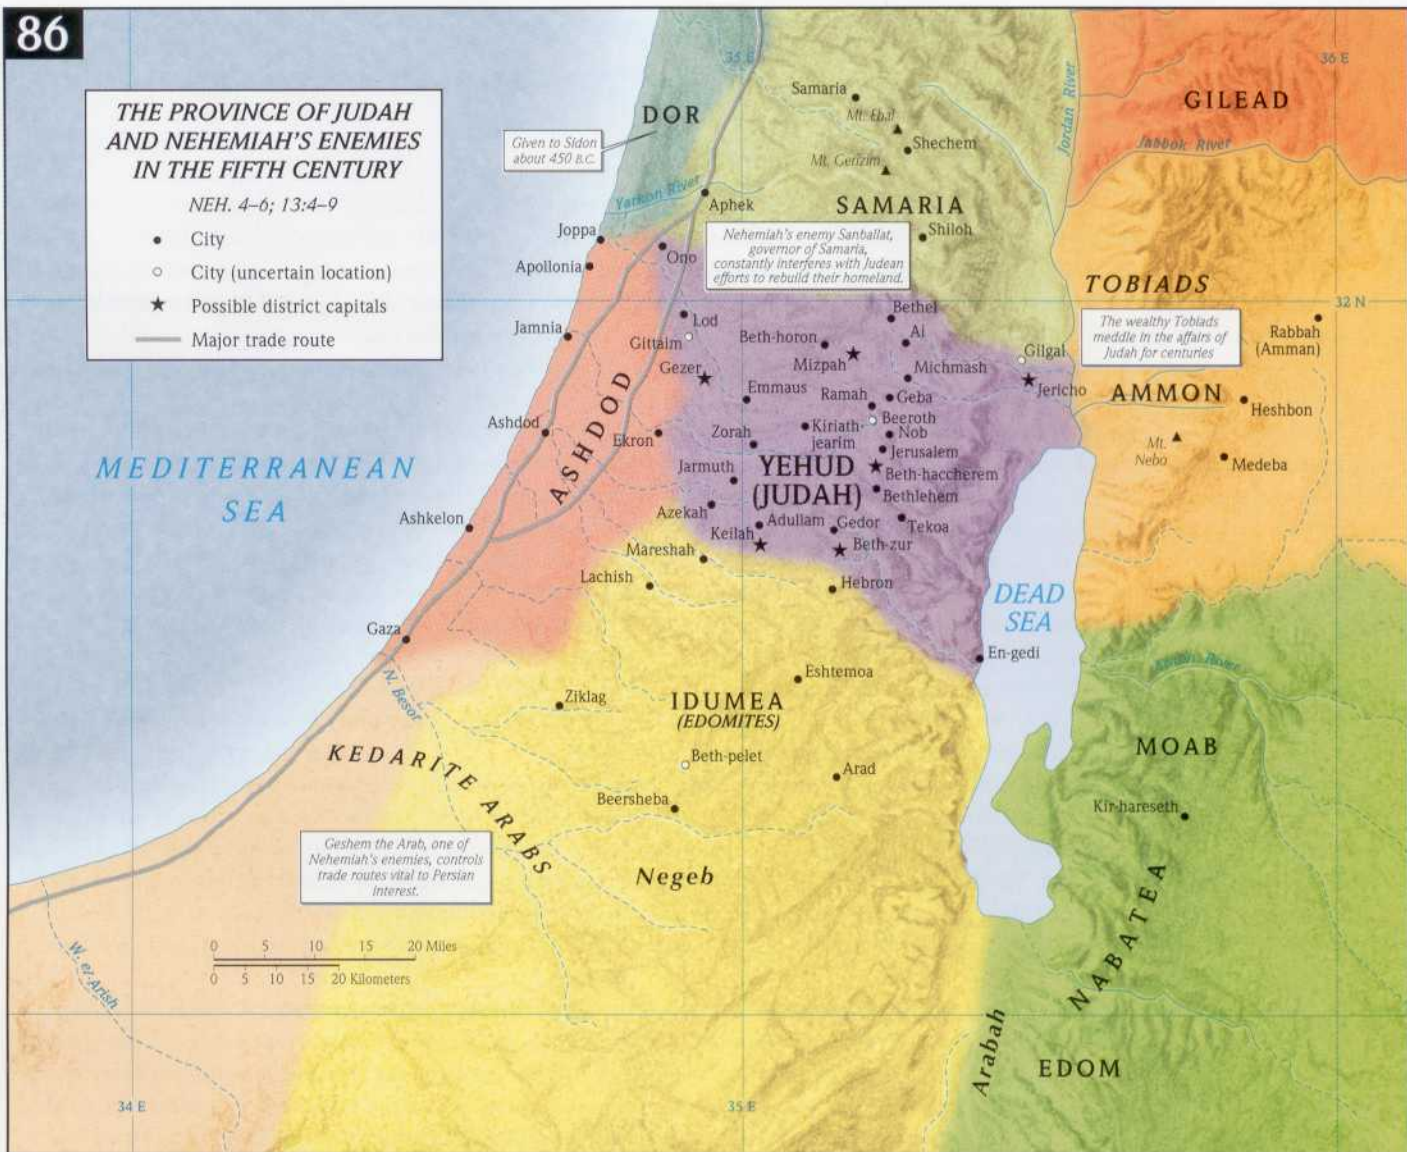 86
THE PROVINCE OF JUDAH
AND NEHEMIAH'S ENEMIES
IN THE FIFTH CENTURY
NEH. 4–6; 13:4–9
City
City (uncertain location)
Possible district capitals
Major trade route
35 E
36 E
DOR
Given to Sidon
about 450 B.C.
Samaria
Mt. Ebal
Shechem
Mt. Gerizim
Jordan River
GILEAD
Jabbok River
Yarkon River
Aphek
SAMARIA
Joppa
Ono
Shiloh
Apollonia
Nehemiah's enemy Sanballat,
governor of Samaria,
constantly interferes with Judean
efforts to rebuild their homeland.
TOBIADS
32 N
The wealthy Tobiads
meddle in the affairs of
Judah for centuries
Rabbah
(Amman)
Bethel
Lod
Jamnia
Gittaim
Beth-horon
Ai
Mizpah
Gilgal
Gezer
Michmash
Jericho
Emmaus
Ramah
Geba
AMMON
Heshbon
Beeroth
Ashdod
ASHDOD
Ekron
Zorah
Kiriath-
jearim
Nob
Mt.
Nebo
Jerusalem
Medeba
MEDITERRANEAN
SEA
Jarmuth
YEHUD
(JUDAH)
Beth-haccherem
Bethlehem
Azekah
Ashkelon
Adullam
Gedor
Tekoa
Keilah
Beth-zur
Mareshah
Lachish
Hebron
DEAD
SEA
Gaza
En-gedi
N. Besor
Eshtemoa
Arnon River
Ziklag
IDUMEA
(EDOMITES)
KEDARITE ARABS
Beth-pelet
Arad
MOAB
Beersheba
Kir-hareseth
Geshem the Arab, one of
Nehemiah's enemies, controls
trade routes vital to Persian
interest.
Negeb
NABATEA
0 5 10 15 20 Miles
0 5 10 15 20 Kilometers
W. el-Arish
Arabah
EDOM
34 E
35 E